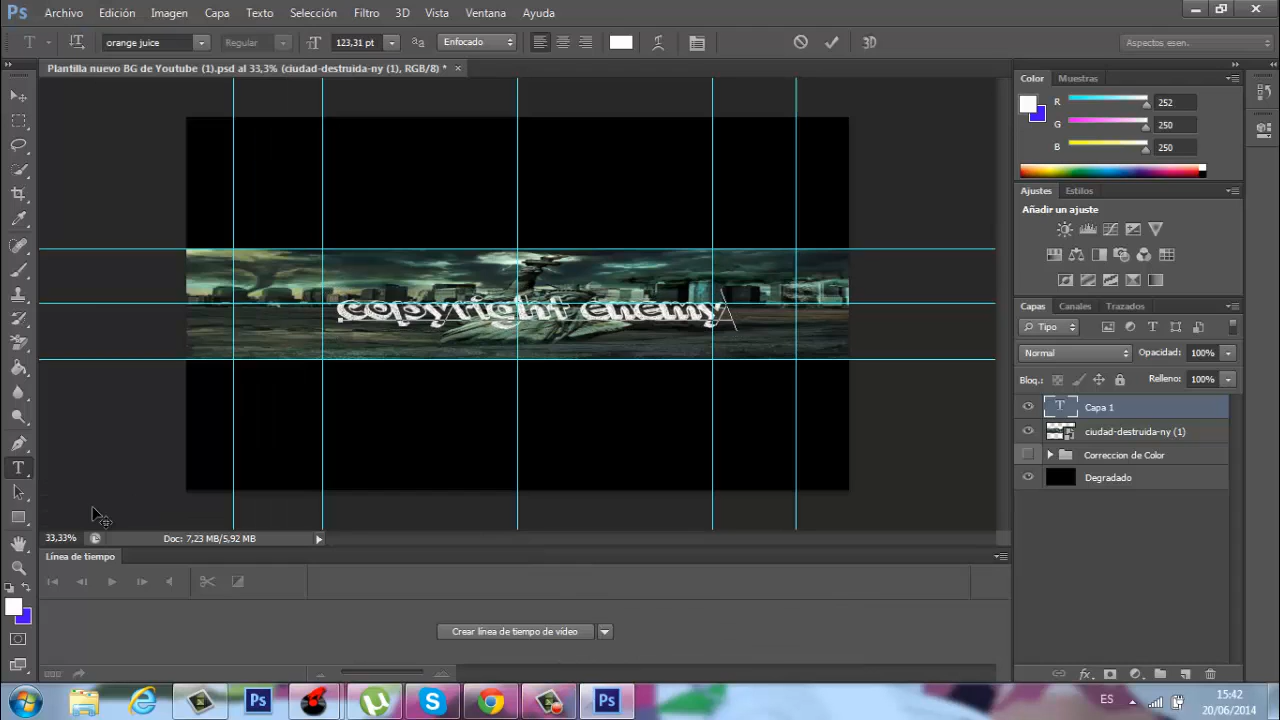 Ps Archivo Edición Imagen Capa Texto Selección Filtro 3D Vista Ventana Ayuda
T orange juice Regular 123,31 pt aa Enfocado 3D Aspectos esen.
Plantilla nuevo BG de Youtube (1).psd al 33,3% (ciudad-destruida-ny (1), RGB/8) * ×
Color Muestras
R 252
G 250
B 250
Ajustes Estilos
Añadir un ajuste
Capas Canales Trazados
Tipo
Normal Opacidad: 100%
Bloq.: Relleno: 100%
Capa 1
ciudad-destruida-ny (1)
Correccion de Color
Degradado
copyright enemy
33,33% Doc: 7,23 MB/5,92 MB
Línea de tiempo
Crear línea de tiempo de vídeo
fx
Ps Ps ES 15:42
20/06/2014